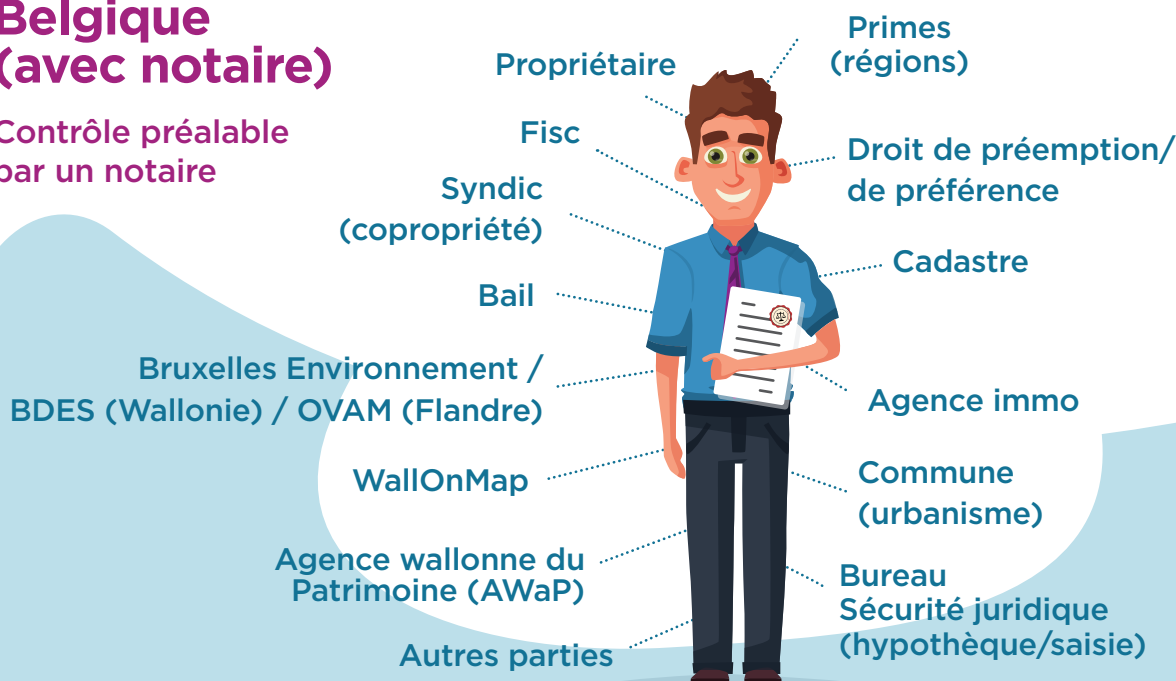 Belgique
(avec notaire)
Contrôle préalable
par un notaire
Propriétaire
Fisc
Syndic
(copropriété)
Bail
Bruxelles Environnement /
BDES (Wallonie) / OVAM (Flandre)
WallOnMap
Agence wallonne du
Patrimoine (AWaP)
Autres parties
Primes
(régions)
Droit de préemption/
de préférence
Cadastre
Agence immo
Commune
(urbanisme)
Bureau
Sécurité juridique
(hypothèque/saisie)